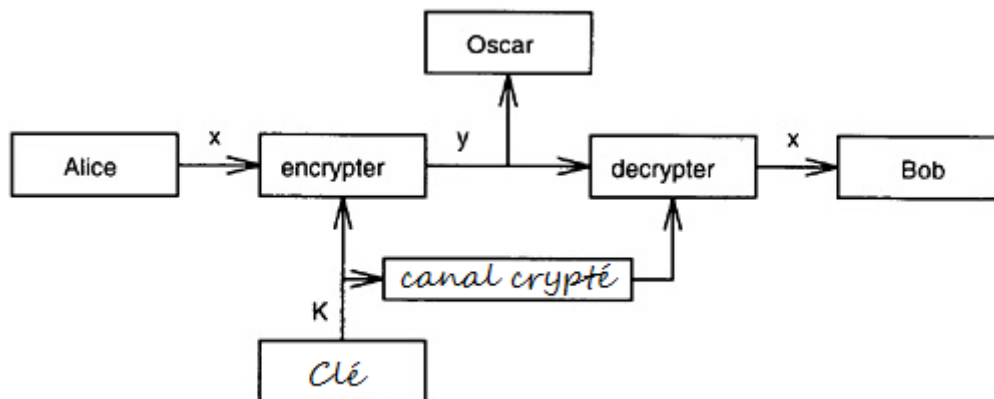 Oscar
x
y
x
Alice
encrypter
decrypter
Bob
canal crypté
K
Clé